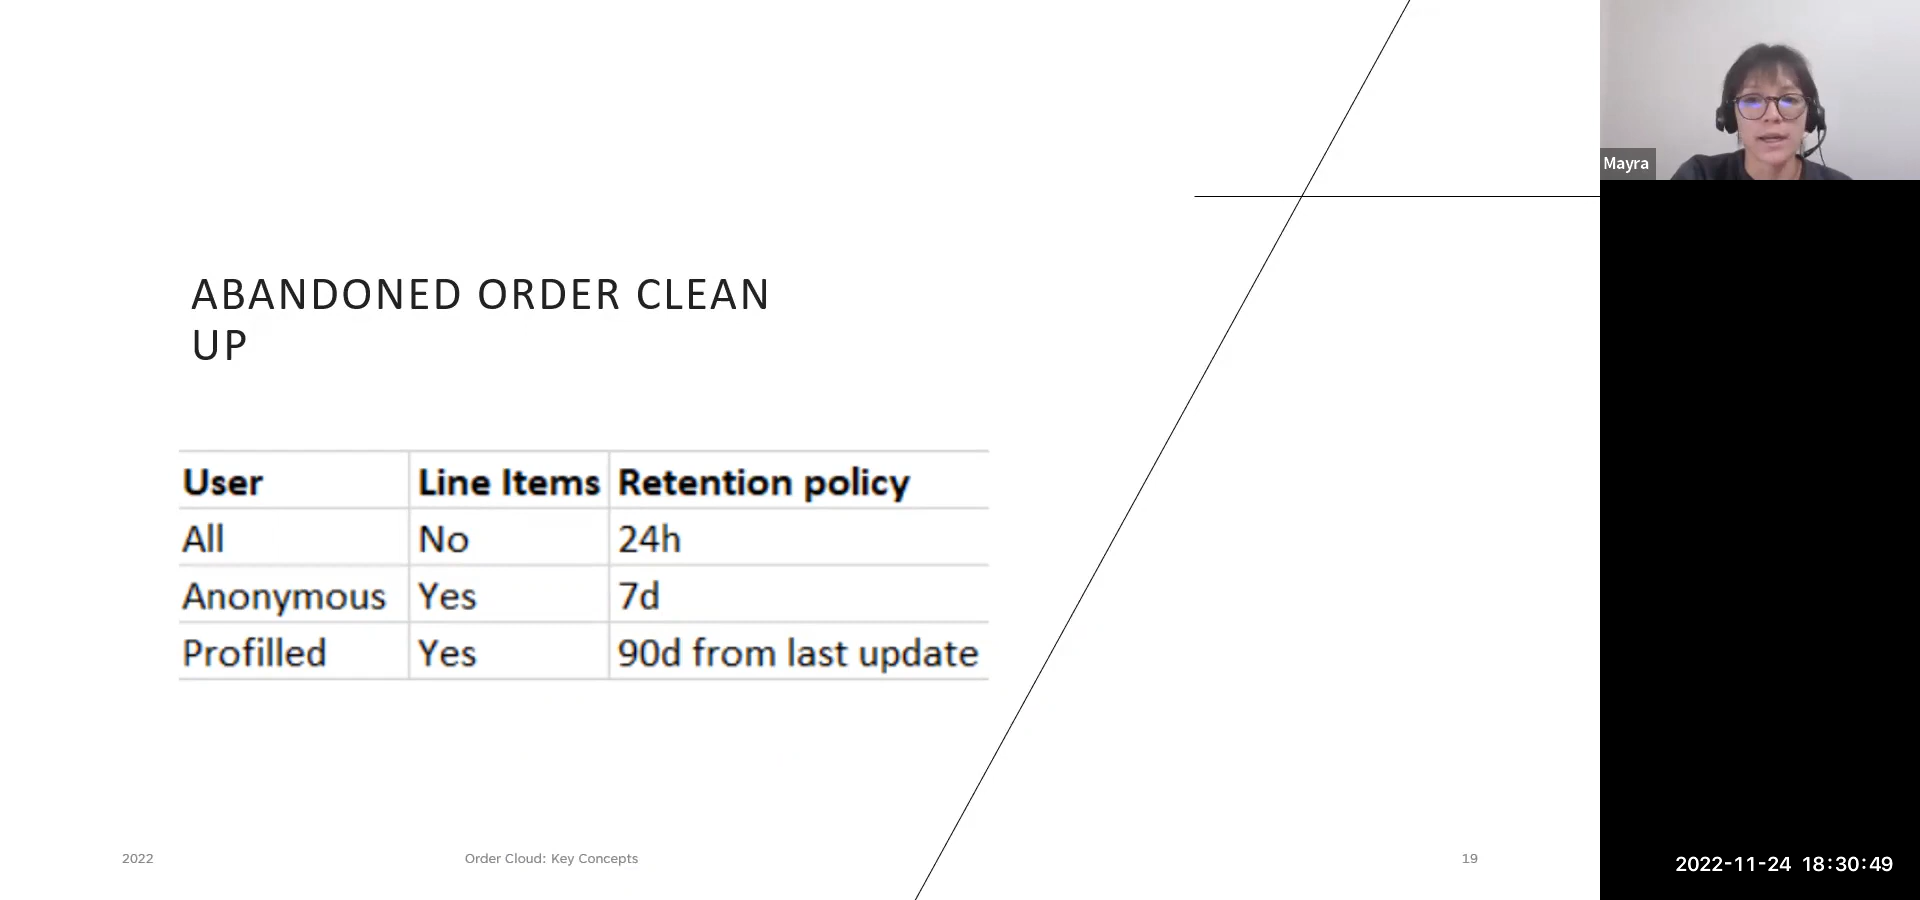 Mayra
ABANDONED ORDER CLEAN
UP
User Line Items Retention policy
All No 24h
Anonymous Yes 7d
Profilled Yes 90d from last update
2022 Order Cloud: Key Concepts 19
2022-11-24 18:30:49